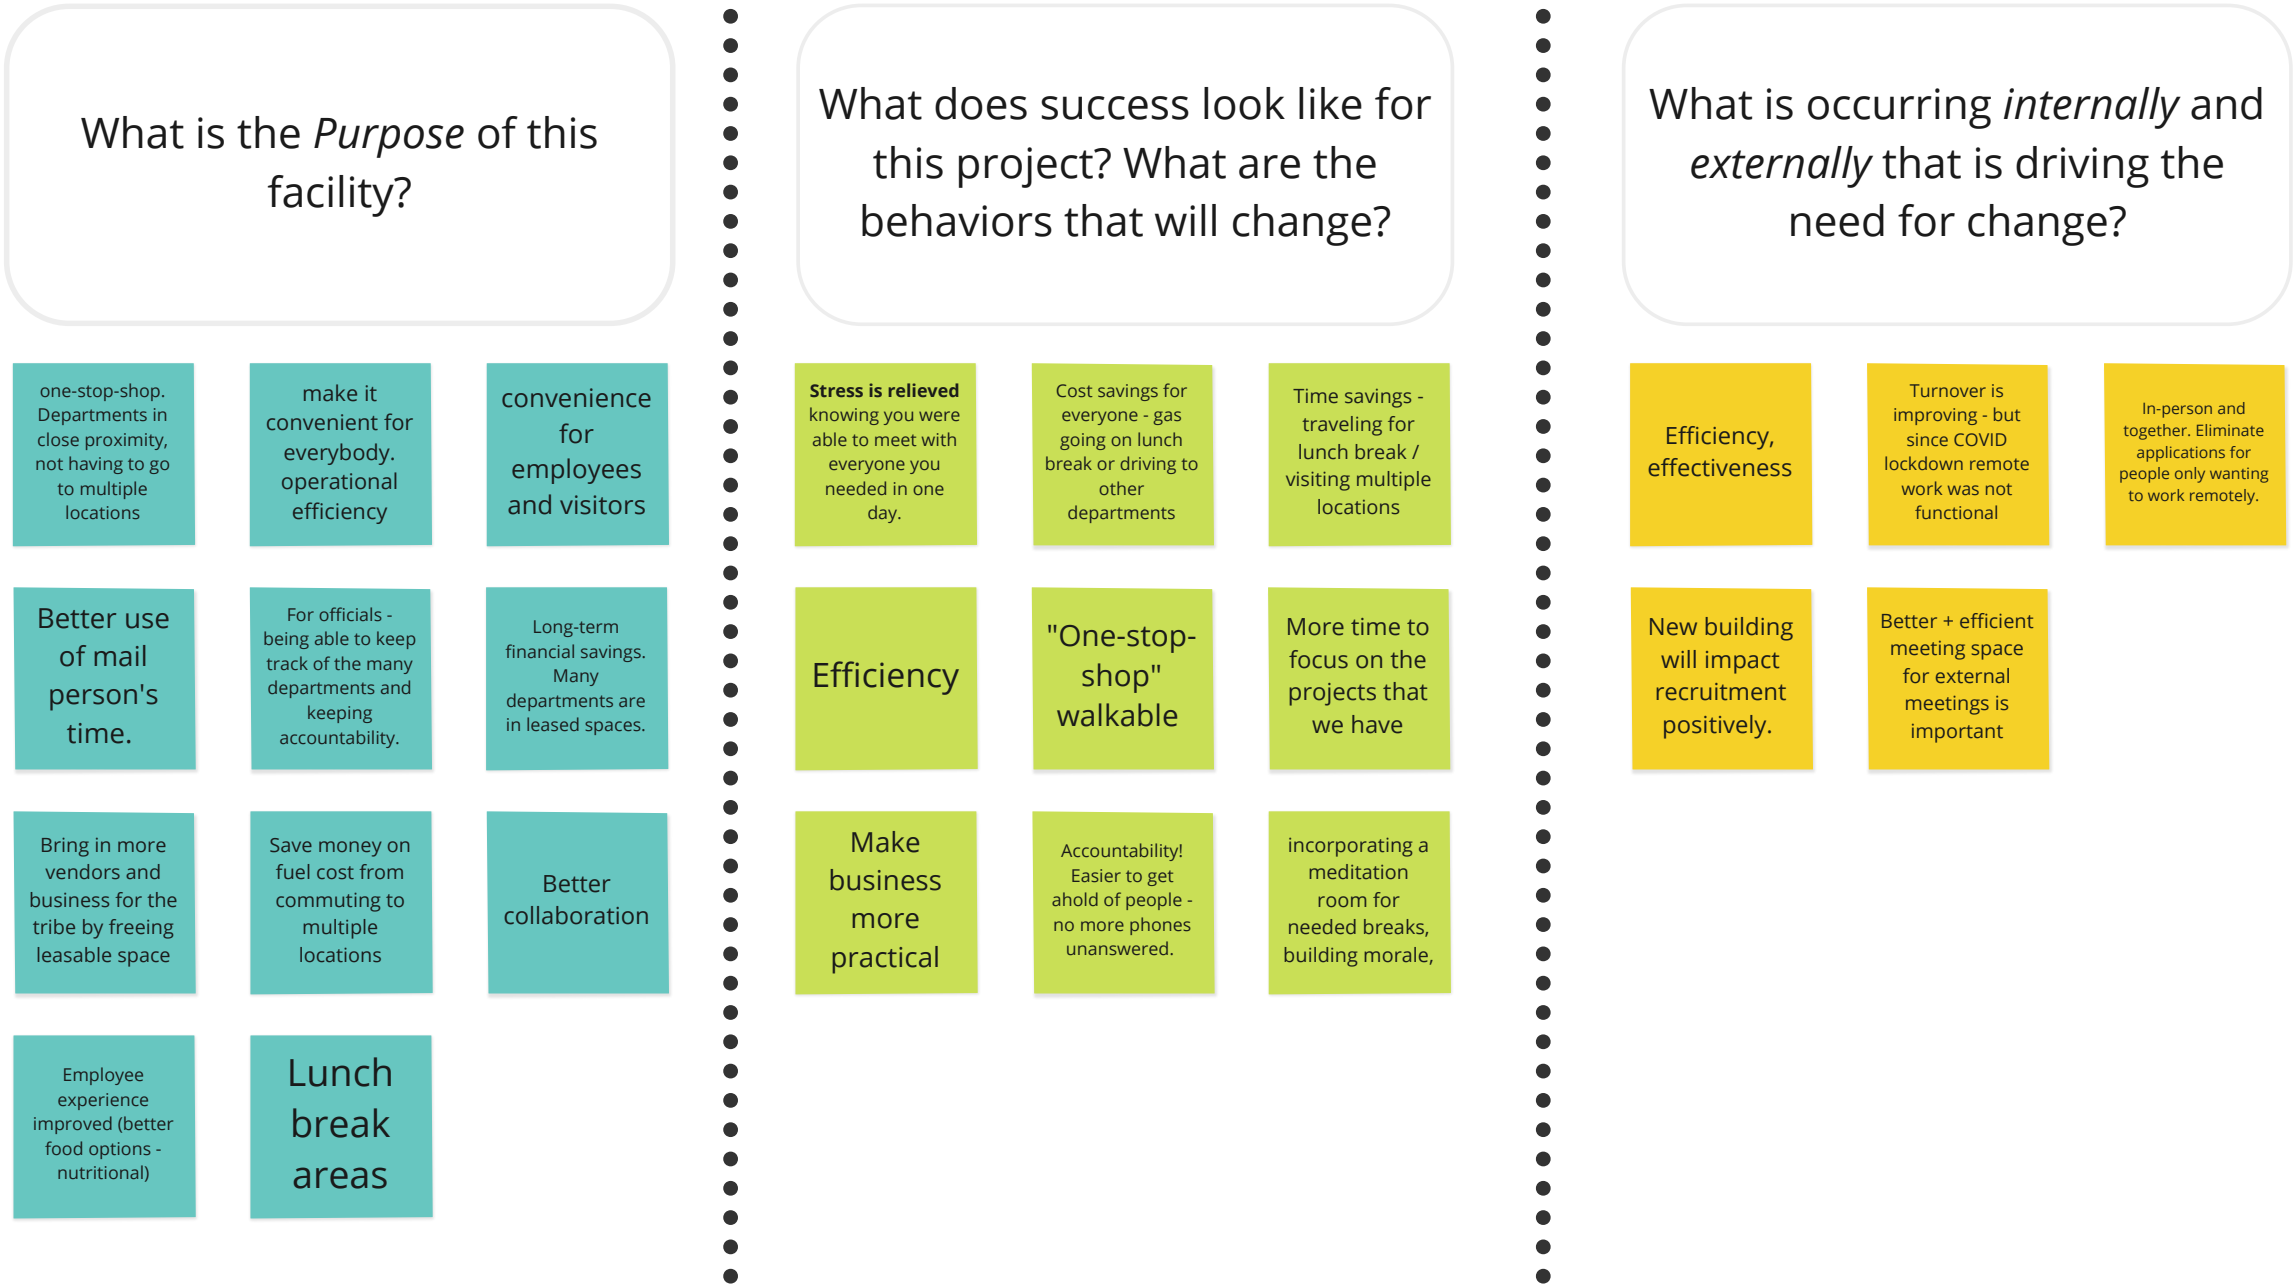 What is the Purpose of this
facility?
one-stop-shop.
Departments in
close proximity,
not having to go
to multiple
locations
make it
convenient for
everybody.
operational
efficiency
convenience
for
employees
and visitors
Better use
of mail
person's
time.
For officials -
being able to keep
track of the many
departments and
keeping
accountability.
Long-term
financial savings.
Many
departments are
in leased spaces.
Bring in more
vendors and
business for the
tribe by freeing
leasable space
Save money on
fuel cost from
commuting to
multiple
locations
Better
collaboration
Employee
experience
improved (better
food options -
nutritional)
Lunch
break
areas
What does success look like for
this project? What are the
behaviors that will change?
Stress is relieved
knowing you were
able to meet with
everyone you
needed in one
day.
Cost savings for
everyone - gas
going on lunch
break or driving to
other
departments
Time savings -
traveling for
lunch break /
visiting multiple
locations
Efficiency
"One-stop-
shop"
walkable
More time to
focus on the
projects that
we have
Make
business
more
practical
Accountability!
Easier to get
ahold of people -
no more phones
unanswered.
incorporating a
meditation
room for
needed breaks,
building morale,
What is occurring internally and
externally that is driving the
need for change?
Efficiency,
effectiveness
Turnover is
improving - but
since COVID
lockdown remote
work was not
functional
In-person and
together. Eliminate
applications for
people only wanting
to work remotely.
New building
will impact
recruitment
positively.
Better + efficient
meeting space
for external
meetings is
important